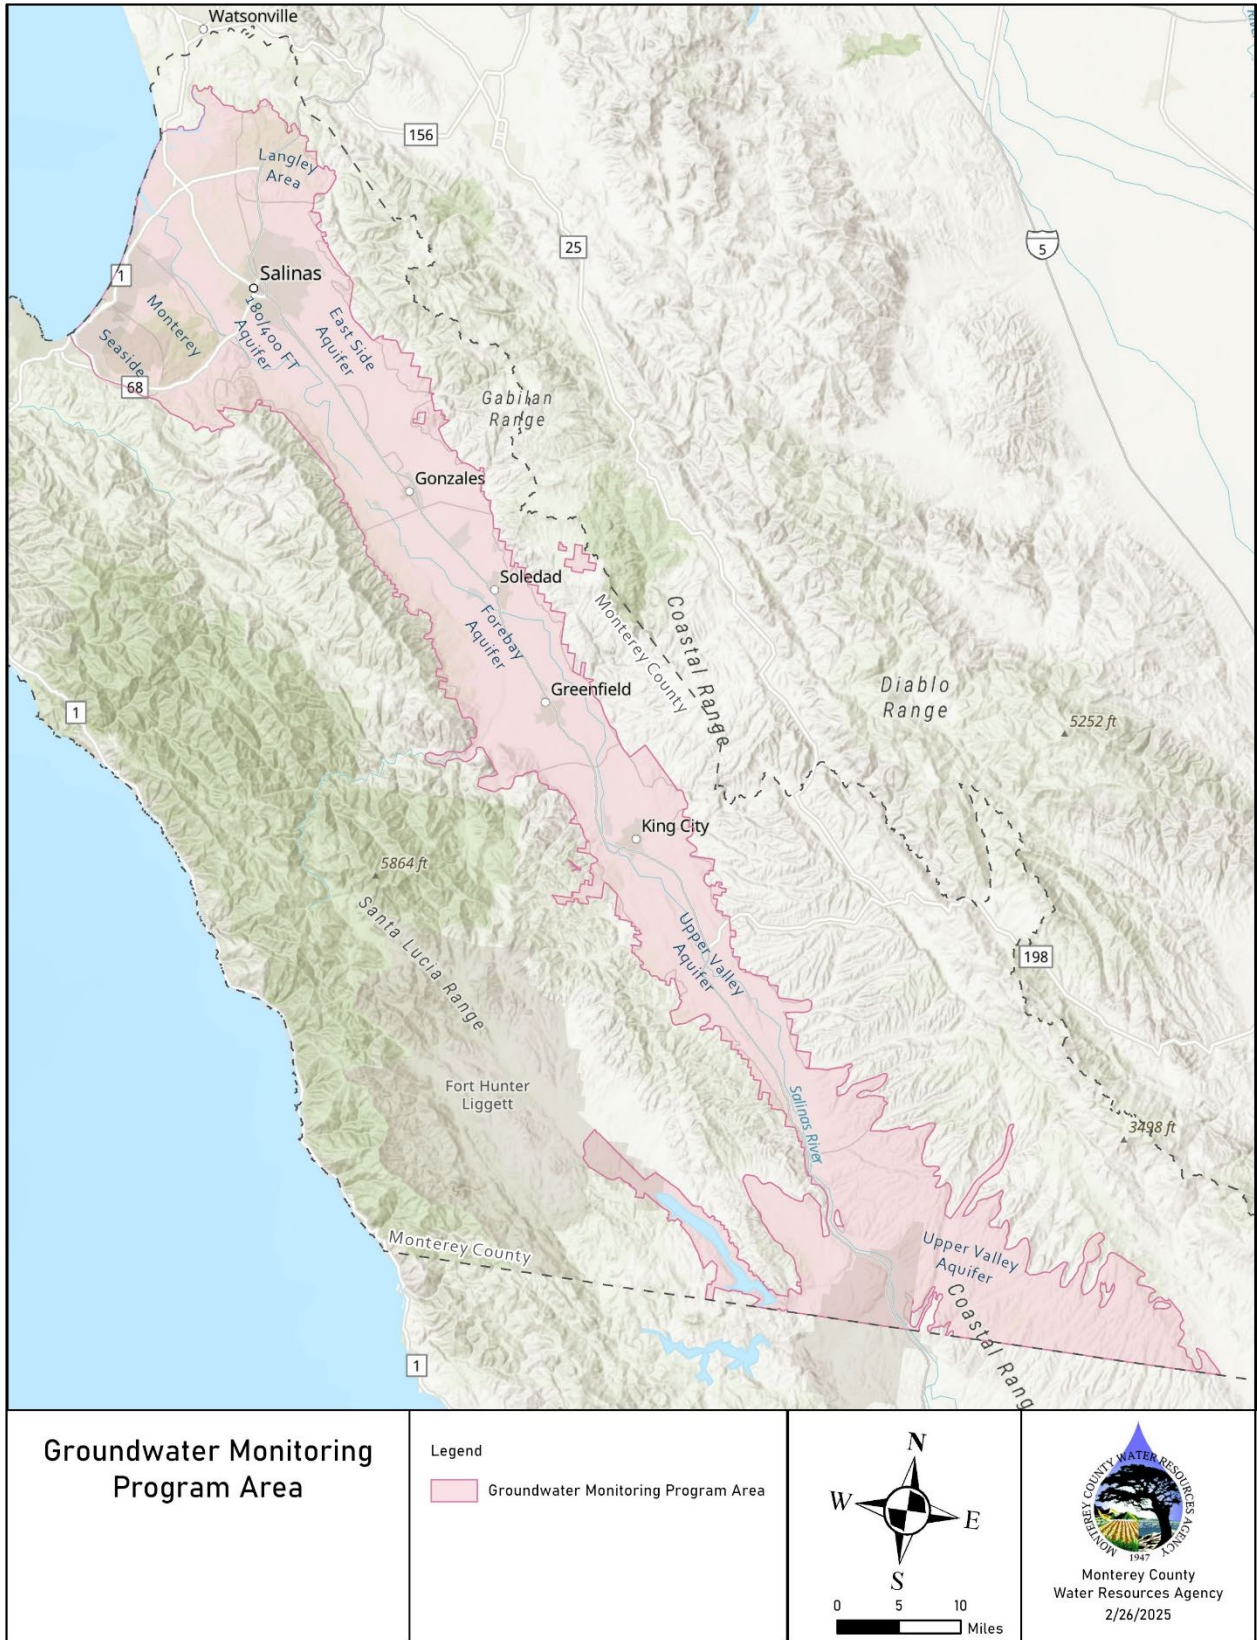 Watsonville
156
Langley
Area
25
5
1
Salinas
Monterey
Seaside
68
180/400 FT
Aquifer
East Side
Aquifer
Gabilan
Range
Gonzales
Soledad
Forebay
Aquifer
Monterey County
Coastal Range
Greenfield
Diablo
Range
5252 ft
1
King City
5864 ft
Santa Lucia Range
Upper Valley
Aquifer
198
Fort Hunter
Liggett
Salinas River
3498 ft
Monterey County
Upper Valley
Aquifer
Coastal Rang
1
Groundwater Monitoring
Program Area
Legend
Groundwater Monitoring Program Area
N
W
E
S
0 5 10
Miles
MONTEREY COUNTY WATER RESOURCES AGENCY
1947
Monterey County
Water Resources Agency
2/26/2025